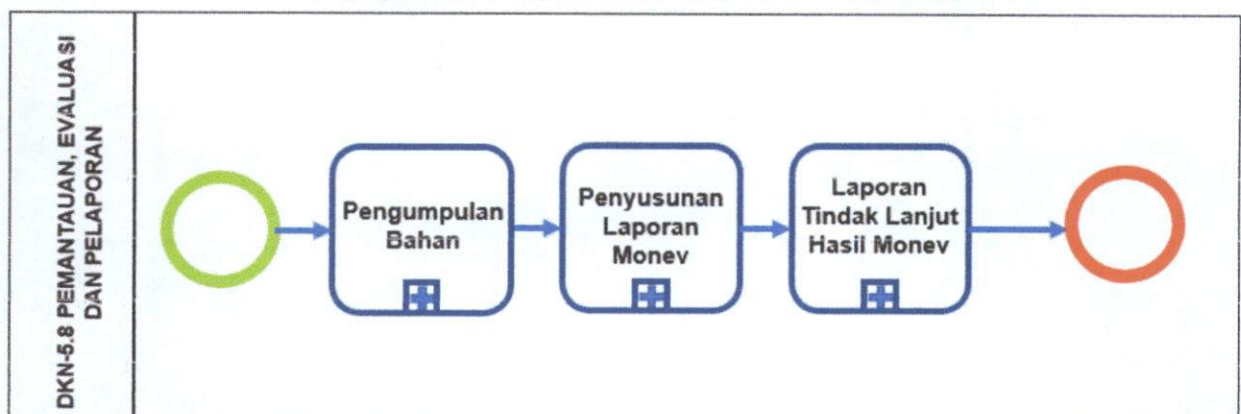 DKN-5.8 PEMANTAUAN, EVALUASI
DAN PELAPORAN
Pengumpulan
Bahan
Penyusunan
Laporan
Monev
Laporan
Tindak Lanjut
Hasil Monev